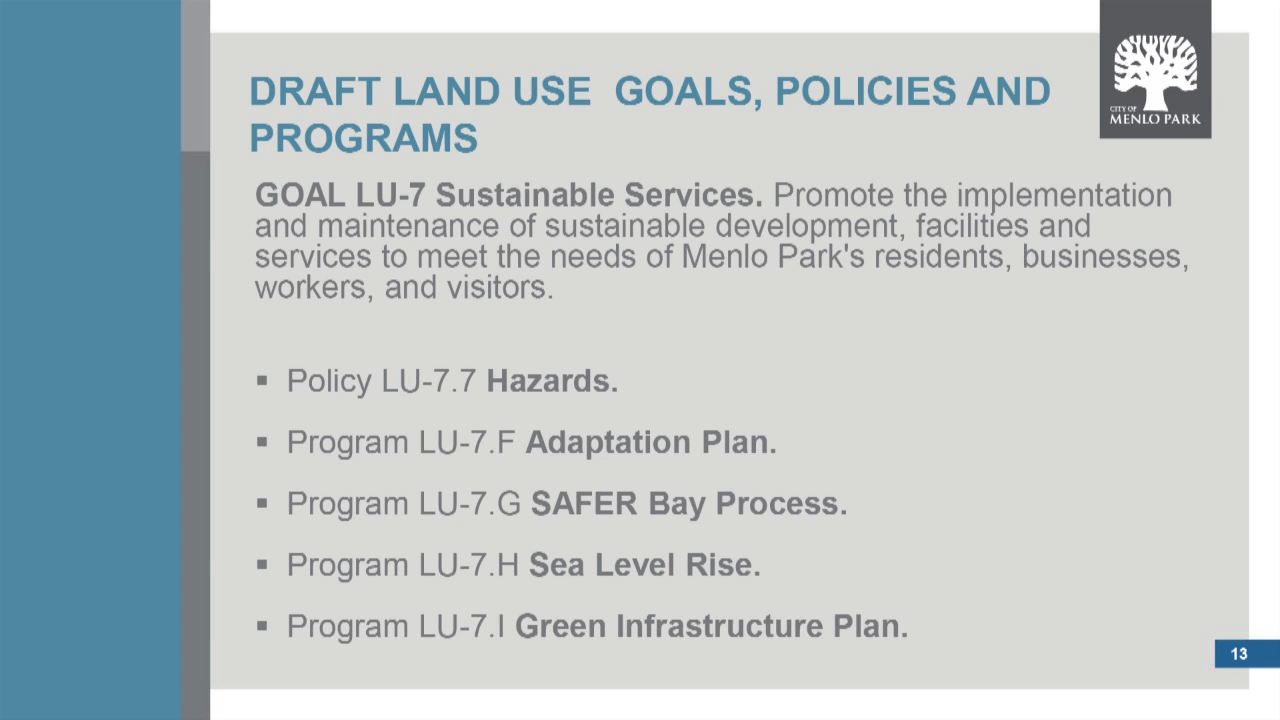 CITY OF
MENLO PARK
DRAFT LAND USE  GOALS, POLICIES AND
PROGRAMS
GOAL LU-7 Sustainable Services. Promote the implementation
and maintenance of sustainable development, facilities and
services to meet the needs of Menlo Park's residents, businesses,
workers, and visitors.
▪ Policy LU-7.7 Hazards.
▪ Program LU-7.F Adaptation Plan.
▪ Program LU-7.G SAFER Bay Process.
▪ Program LU-7.H Sea Level Rise.
▪ Program LU-7.I Green Infrastructure Plan.
13